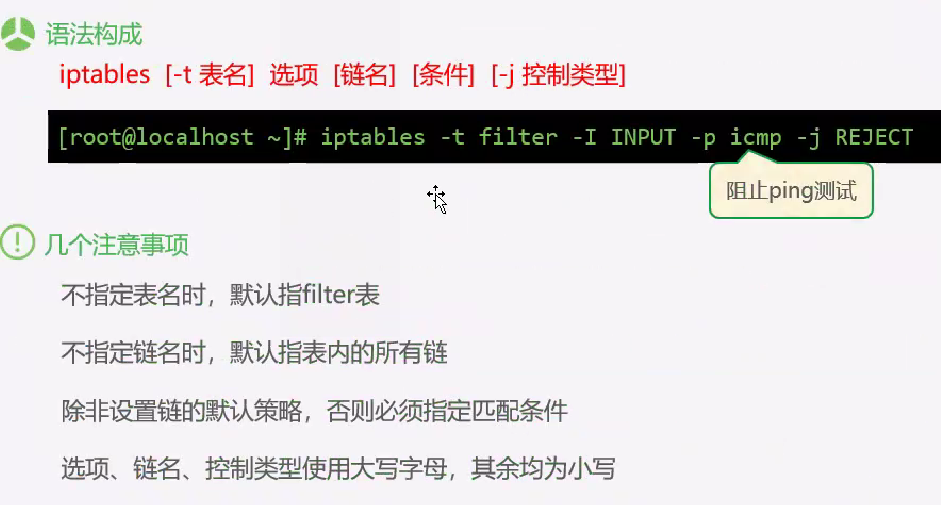 语法构成
iptables [-t 表名] 选项 [链名] [条件] [-j 控制类型]
[root@localhost ~]# iptables -t filter -I INPUT -p icmp -j REJECT
阻止ping测试
几个注意事项
不指定表名时，默认指filter表
不指定链名时，默认指表内的所有链
除非设置链的默认策略，否则必须指定匹配条件
选项、链名、控制类型使用大写字母，其余均为小写